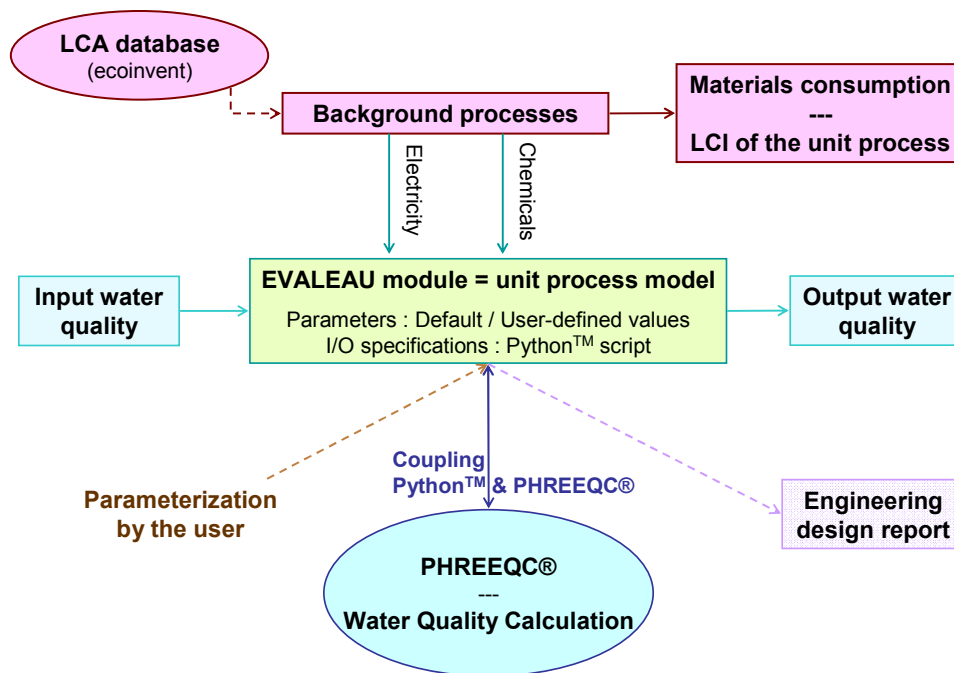 LCA database
(ecoinvent)
Background processes
Materials consumption
---
LCI of the unit process
Electricity
Chemicals
Input water
quality
EVALEAU module = unit process model
Parameters : Default / User-defined values
I/O specifications : Python™ script
Output water
quality
Parameterization
by the user
Coupling
Python™ & PHREEQC®
Engineering
design report
PHREEQC®
---
Water Quality Calculation